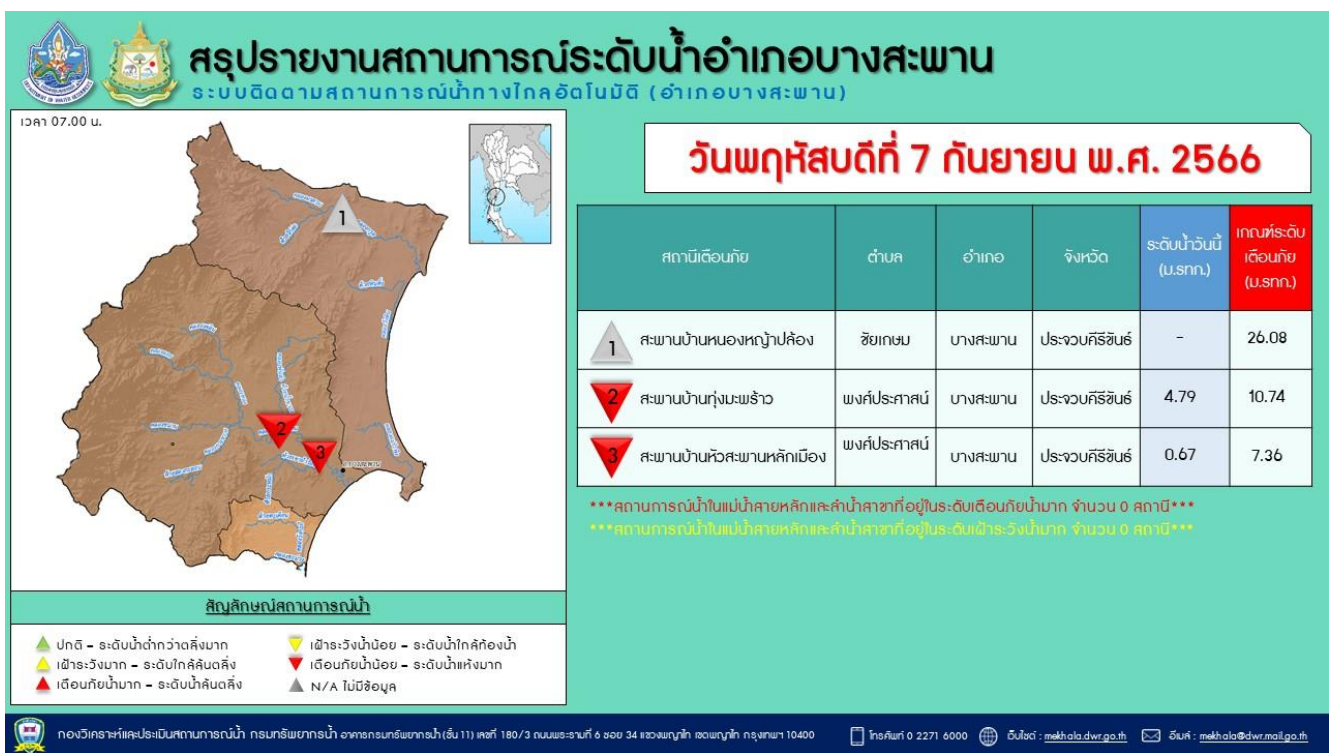 สรุปรายงานสถานการณ์ระดับน้ำอำเภอบางสะพาน
ระบบติดตามสถานการณ์น้ำทางไกลอัตโนมัติ (อำเภอบางสะพาน)
เวลา 07.00 น.
1
2
3
วันพฤหัสบดีที่ 7 กันยายน พ.ศ. 2566
สถานีเตือนภัย ตำบล อำเภอ จังหวัด ระดับน้ำวันนี้ (ม.รทก.) เกณฑ์ระดับเตือนภัย (ม.รทก.)
1 สะพานบ้านหนองหญ้าปล้อง ชัยเกษม บางสะพาน ประจวบคีรีขันธ์ - 26.08
2 สะพานบ้านทุ่งมะพร้าว พงศ์ประศาสน์ บางสะพาน ประจวบคีรีขันธ์ 4.79 10.74
3 สะพานบ้านหัวสะพานหลักเมือง พงศ์ประศาสน์ บางสะพาน ประจวบคีรีขันธ์ 0.67 7.36
***สถานการณ์น้ำในแม่น้ำสายหลักและลำน้ำสาขาที่อยู่ในระดับเตือนภัยน้ำมาก จำนวน 0 สถานี***
***สถานการณ์น้ำในแม่น้ำสายหลักและลำน้ำสาขาที่อยู่ในระดับเฝ้าระวังน้ำมาก จำนวน 0 สถานี***
สัญลักษณ์สถานการณ์น้ำ
ปกติ - ระดับน้ำต่ำกว่าตลิ่งมาก
เฝ้าระวังมาก - ระดับใกล้ล้นตลิ่ง
เตือนภัยน้ำมาก - ระดับน้ำล้นตลิ่ง
เฝ้าระวังน้ำน้อย - ระดับน้ำใกล้ท้องน้ำ
เตือนภัยน้ำน้อย - ระดับน้ำแห้งมาก
N/A ไม่มีข้อมูล
กองวิเคราะห์และประเมินสถานการณ์น้ำ กรมทรัพยากรน้ำ อาคารกรมทรัพยากรน้ำ (ชั้น 11) เลขที่ 180/3 ถนนพระรามที่ 6 ซอย 34 แขวงพญาไท เขตพญาไท กรุงเทพฯ 10400 โทรศัพท์ 0 2271 6000 เว็บไซต์ : mekhala.dwr.go.th อีเมล์ : mekhala@dwr.mail.go.th